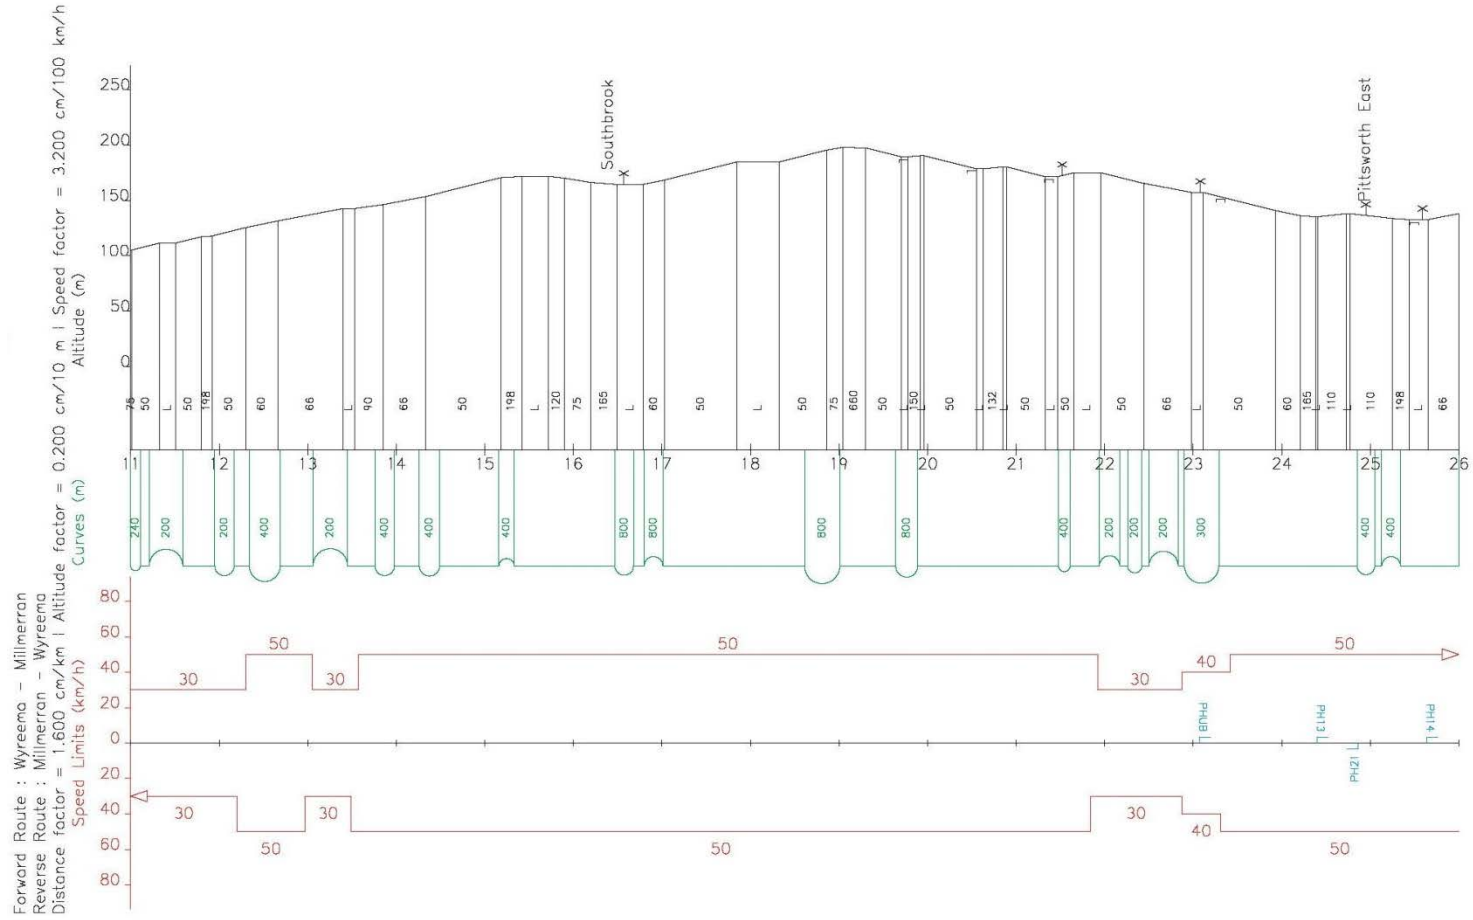 Forward Route : Wyreema - Millmerran
Reverse Route : Millmerran - Wyreema
Distance factor = 1.600 cm/km | Altitude factor = 0.200 cm/10 m | Speed factor = 3.200 cm/100 km/h
Altitude (m)
250
200
150
100
50
0
Southbrook
Pittsworth East
75 50 L 50 198 50 60 66 L 90 66 50 198 L 120 75 165 L 60 50 L 50 75 660 50 L 150 L 50 L 132 L 50 L 50 L 50 66 L 50 60 165 L 110 L 110 198 L 66
11 12 13 14 15 16 17 18 19 20 21 22 23 24 25 26
Curves (m)
240 200 200 400 200 400 400 400 800 800 800 800 400 200 200 200 300 400 400
Speed Limits (km/h)
80
60
40
20
0
20
40
60
80
30 50 30 50 30 40 50
PHUB PH13 PH14
PH21
30 50 30 50 30 40 50